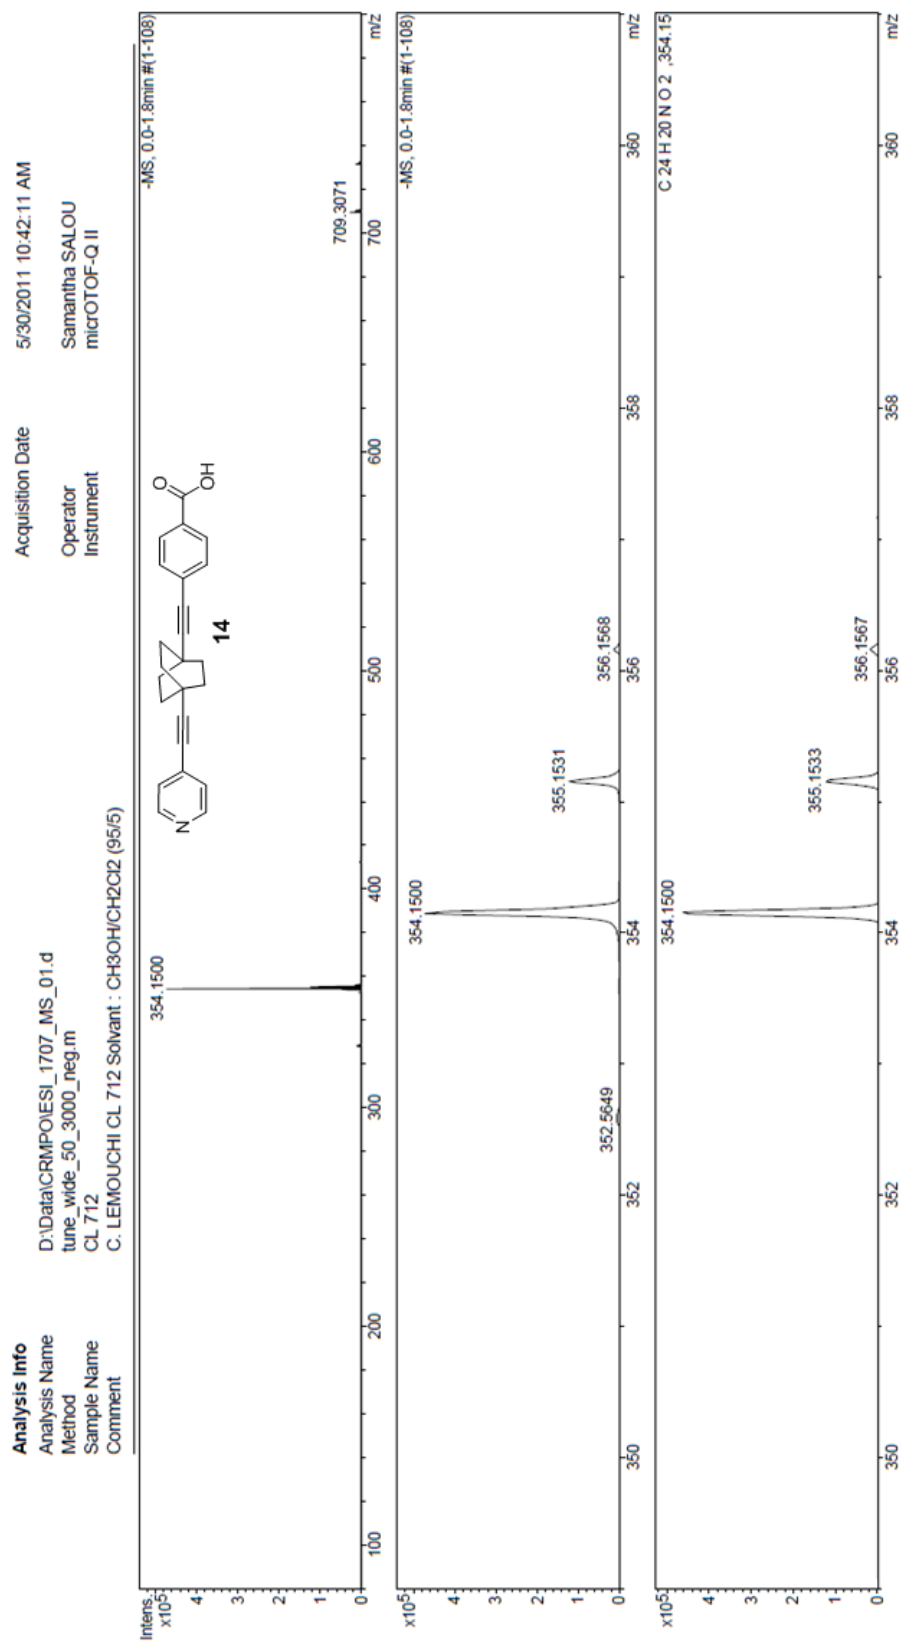 Analysis Info
Acquisition Date 5/30/2011 10:42:11 AM
Analysis Name D:\Data\CRMPO\ESI_1707_MS_01.d
Method tune_wide_50_3000_neg.m
Operator Samantha SALOU
Sample Name CL 712
Instrument micrOTOF-Q II
Comment C. LEMOUCHI CL 712 Solvant : CH3OH/CH2Cl2 (95/5)
Intens.
x10^5
-MS, 0.0-1.8min #(1-108)
354.1500
709.3071
N
O
OH
14
4
3
2
1
0
100 200 300 400 500 600 700 m/z
x10^5
-MS, 0.0-1.8min #(1-108)
352.5649
354.1500
355.1531
356.1568
4
3
2
1
0
350 352 354 356 358 360 m/z
x10^5
C 24 H 20 N O 2 ,354.15
354.1500
355.1533
356.1567
4
3
2
1
0
350 352 354 356 358 360 m/z